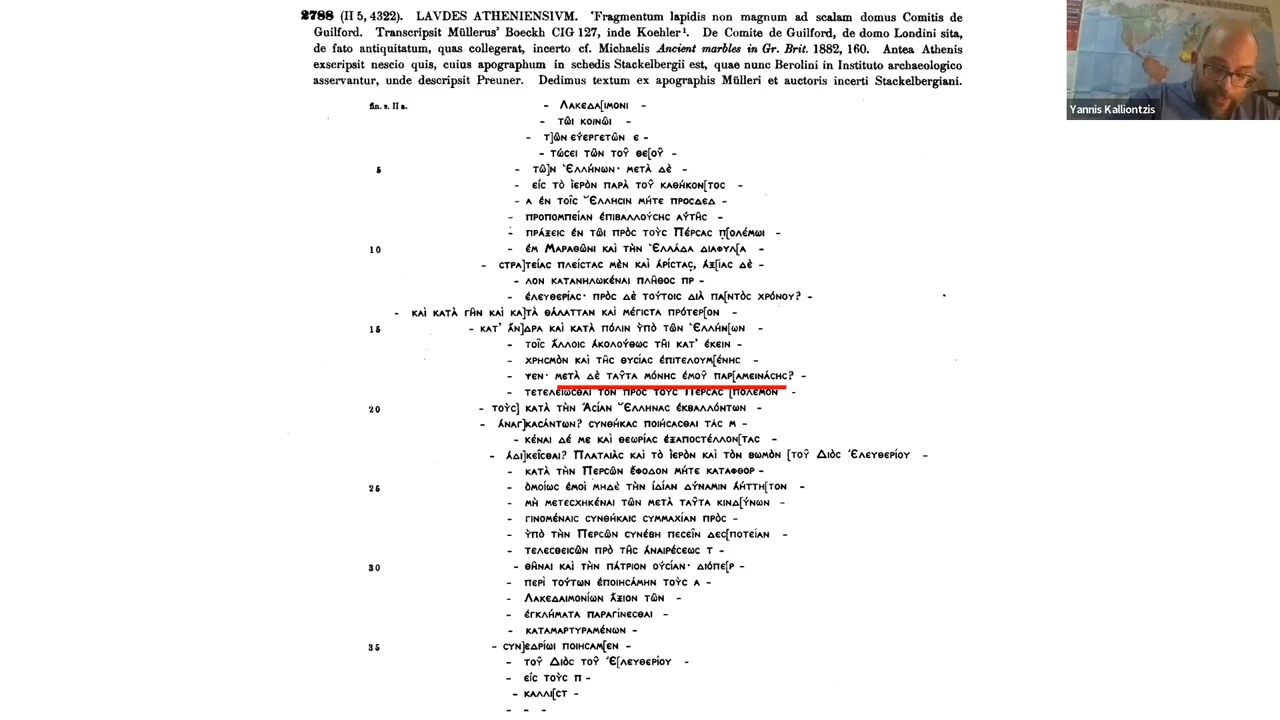 2788 (II 5, 4322). LAVDES ATHENIENSIVM. 'Fragmentum lapidis non magnum ad scalam domus Comitis de
Guilford. Transcripsit Müllerus' Boeckh CIG 127, inde Koehler¹. De Comite de Guilford, de domo Londini sita,
de fato antiquitatum, quas collegerat, incerto cf. Michaelis Ancient marbles in Gr. Brit. 1882, 160. Antea Athenis
exscripsit nescio quis, cuius apographum in schedis Stackelbergii est, quae nunc Berolini in Instituto archaeologico
asservantur, unde descripsit Preuner. Dedimus textum ex apographis Mülleri et auctoris incerti Stackelbergiani.
Yannis Kalliontzis
fin. s. II a. - Λακεδα[ιμονι -
- τῶι κοινῶι -
- τ]ῶν εὐεργετῶν ε -
- τώσει τῶν τοῦ θε[οῦ -
5 - τῶ]ν Ἑλλήνων· μετὰ δὲ -
- εἰς τὸ ἱερὸν παρὰ τοῦ καθήκον[τος -
- α ἐν τοῖς Ἕλλησιν μήτε προσδεδ -
- προπομπείαν ἐπιβαλλούσης αὐτῆς -
- πράξεις ἐν τῶι πρὸς τοὺς Πέρσας π[ολέμωι -
10 - ἐμ Μαραθῶνι καὶ τὴν Ἑλλάδα διαφυλ[α -
- στρα]τείας πλείστας μὲν καὶ ἀρίστας, ἀξ[ίας δὲ -
- λον κατανηλωκέναι πλῆθος πρ -
- ἐλευθερίας· πρὸς δὲ τούτοις διὰ πα[ντὸς χρόνου? -
- καὶ κατὰ γῆν καὶ κα]τὰ θάλατταν καὶ μέγιστα πρότερ[ον -
15 - κατ' ἄν]δρα καὶ κατὰ πόλιν ὑπὸ τῶν Ἑλλήν[ων -
- τοῖς ἄλλοις ἀκολούθως τῆι κατ' ἐκειν -
- χρησμὸν καὶ τῆς θυσίας ἐπιτελουμ[ένης -
- ψεν· μετὰ δὲ ταῦτα μόνης ἐμοῦ παρ[αμεινάσης? -
- τετελειῶσθαι τὸν πρὸς τοὺς Πέρσας [πόλεμον -
20 - τοὺς] κατὰ τὴν Ἀσίαν Ἕλληνας ἐκβαλλόντων -
- ἀναγ]κασάντων? συνθήκας ποιήσασθαι τάς μ -
- κέναι δέ με καὶ θεωρίας ἐξαποστέλλον[τας -
- ἀδι]κεῖσθαι? Πλαταιὰς καὶ τὸ ἱερὸν καὶ τὸν βωμὸν [τοῦ Διὸς Ἐλευθερίου -
- κατὰ τὴν Περσῶν ἔφοδον μήτε καταφθορ -
25 - ὁμοίως ἐμοὶ μηδὲ τὴν ἰδίαν δύναμιν ἀήττη[τον -
- μὴ μετεσχηκέναι τῶν μετὰ ταῦτα κινδ[ύνων -
- γινομέναις συνθήκαις συμμαχίαν πρὸς -
- ὑπὸ τὴν Περσῶν συνέβη πεσεῖν δεσ[ποτείαν -
- τελεσθεισῶν πρὸ τῆς ἀναιρέσεως τ -
30 - θῆναι καὶ τὴν πάτριον οὐσίαν· διόπε[ρ -
- περὶ τούτων ἐποιησάμην τοὺς α -
- Λακεδαιμονίων ἄξιον τῶν -
- ἐγκλήματα παραγίνεσθαι -
- καταμαρτυραμένων -
35 - συν]εδρίωι ποιησαμ[εν -
- τοῦ Διὸς τοῦ Ἐ[λευθερίου -
- εἰς τοὺς π -
- καλλι[στ -
- - -